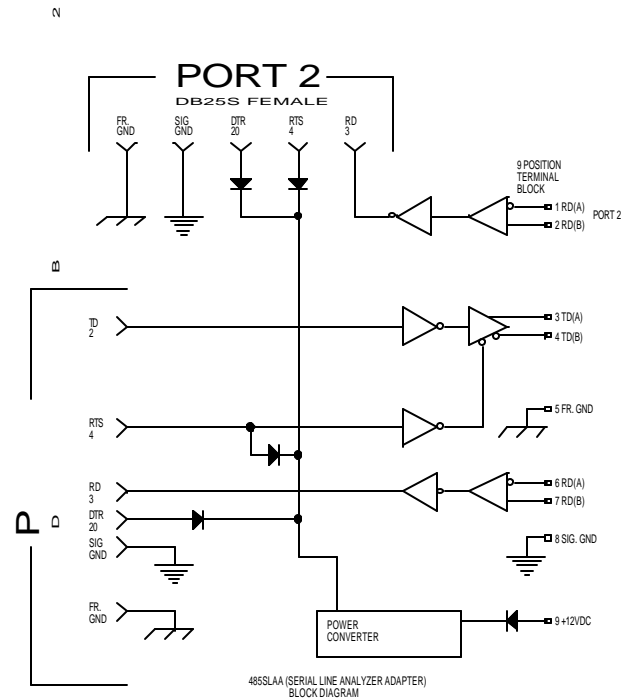 2
PORT 2
DB25S FEMALE
FR.
GND
SIG
GND
DTR
20
RTS
4
RD
3
9 POSITION
TERMINAL
BLOCK
1 RD(A)
2 RD(B)
PORT 2
B
TD
2
3 TD(A)
4 TD(B)
RTS
4
5 FR. GND
RD
3
6 RD(A)
7 RD(B)
P
D
DTR
20
SIG
GND
8 SIG. GND
FR.
GND
POWER
CONVERTER
9 +12VDC
485SLAA (SERIAL LINE ANALYZER ADAPTER)
BLOCK DIAGRAM